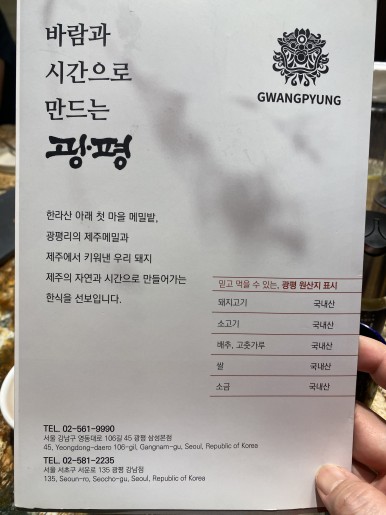 바람과
시간으로
만드는
광평
GWANGPYUNG
한라산 아래 첫 마을 메밀밭,
광평리의 제주메밀과
제주에서 키워낸 우리 돼지
제주의 자연과 시간으로 만들어가는
한식을 선보입니다.
믿고 먹을 수 있는, 광평 원산지 표시
돼지고기 국내산
소고기 국내산
배추, 고춧가루 국내산
쌀 국내산
소금 국내산
TEL. 02-561-9990
서울 강남구 영동대로 106길 45 광평 삼성본점
45, Yeongdong-daero 106-gil, Gangnam-gu, Seoul, Republic of Korea
TEL. 02-581-2235
서울 서초구 서운로 135 광평 강남점
135, Seoun-ro, Seocho-gu, Seoul, Republic of Korea